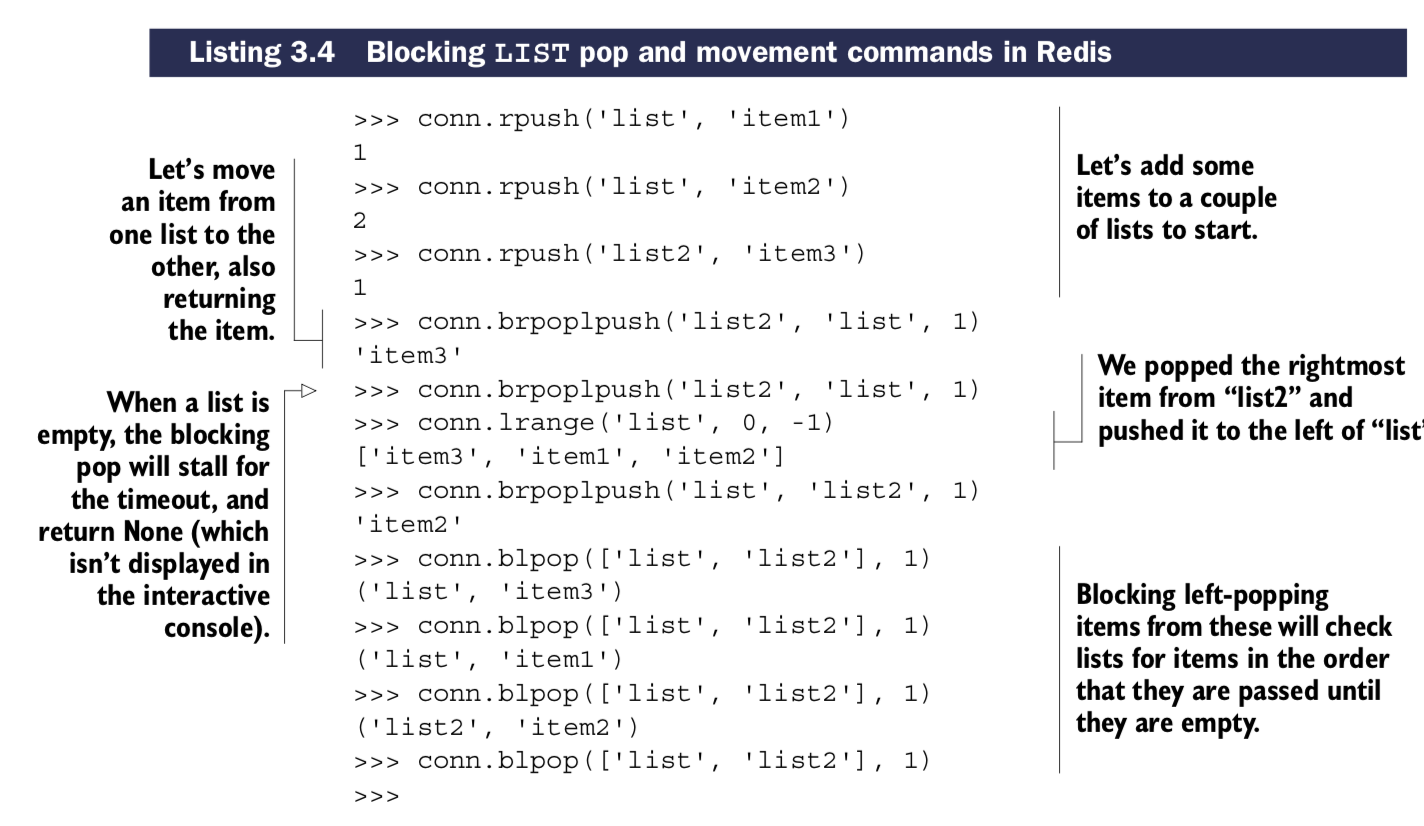 Listing 3.4 Blocking LIST pop and movement commands in Redis
>>> conn.rpush('list', 'item1')
1
>>> conn.rpush('list', 'item2')
2
>>> conn.rpush('list2', 'item3')
1
>>> conn.brpoplpush('list2', 'list', 1)
'item3'
>>> conn.brpoplpush('list2', 'list', 1)
>>> conn.lrange('list', 0, -1)
['item3', 'item1', 'item2']
>>> conn.brpoplpush('list', 'list2', 1)
'item2'
>>> conn.blpop(['list', 'list2'], 1)
('list', 'item3')
>>> conn.blpop(['list', 'list2'], 1)
('list', 'item1')
>>> conn.blpop(['list', 'list2'], 1)
('list2', 'item2')
>>> conn.blpop(['list', 'list2'], 1)
>>>
Let's add some
items to a couple
of lists to start.
Let's move
an item from
one list to the
other, also
returning
the item.
When a list is
empty, the blocking
pop will stall for
the timeout, and
return None (which
isn't displayed in
the interactive
console).
We popped the rightmost
item from “list2” and
pushed it to the left of “list”
Blocking left-popping
items from these will check
lists for items in the order
that they are passed until
they are empty.